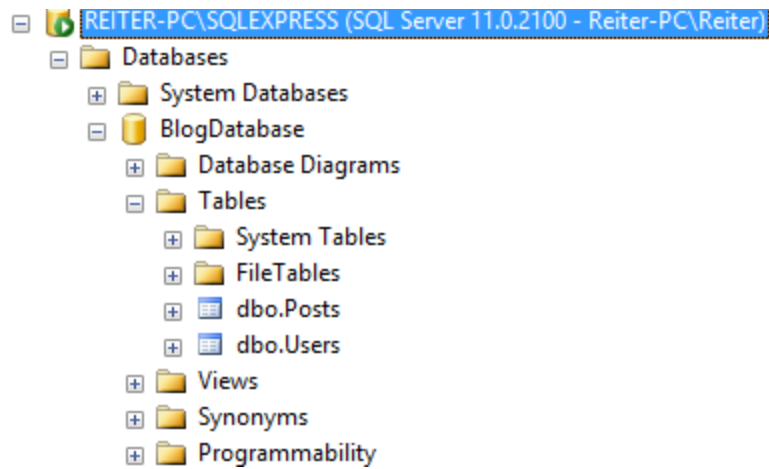 REITER-PC\SQLEXPRESS (SQL Server 11.0.2100 - Reiter-PC\Reiter)
Databases
System Databases
BlogDatabase
Database Diagrams
Tables
System Tables
FileTables
dbo.Posts
dbo.Users
Views
Synonyms
Programmability